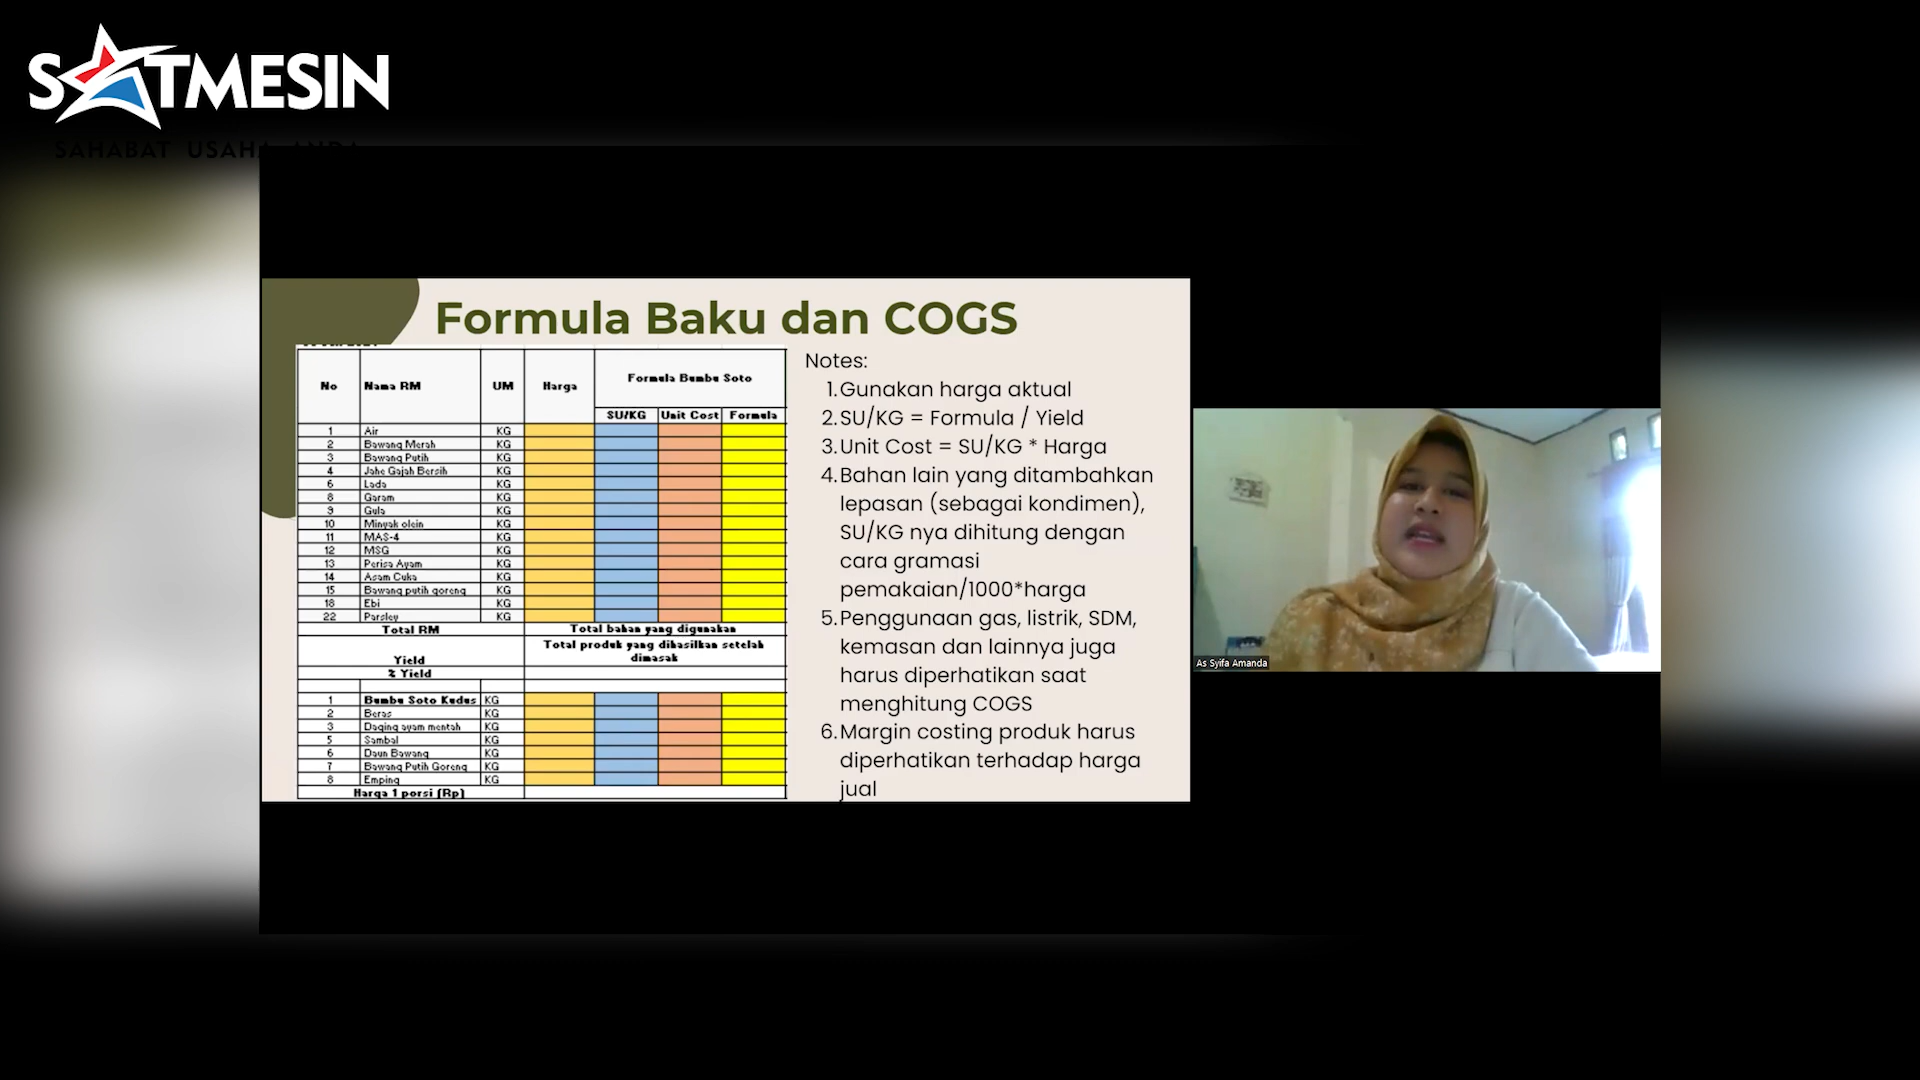 SATMESIN
SAHABAT USAHA ANDA
Formula Baku dan COGS
No Nama RM UM Harga Formula Bumbu Soto
SU/KG Unit Cost Formula
1 Air KG
2 Bawang Merah KG
3 Bawang Putih KG
4 Jahe Gajah Bersih KG
6 Lada KG
8 Garam KG
9 Gula KG
10 Minyak olein KG
11 MAS-4 KG
12 MSG KG
13 Perisa Ayam KG
14 Asam Cuka KG
15 Bawang putih goreng KG
18 Ebi KG
22 Parsley KG
Total RM Total bahan yang digunakan
Yield Total produk yang dihasilkan setelah
dimasak
% Yield
1 Bumbu Soto Kudus KG
2 Beras KG
3 Daging ayam mentah KG
5 Sambal KG
6 Daun Bawang KG
7 Bawang Putih Goreng KG
8 Emping KG
Harga 1 porsi (Rp)
Notes:
1.Gunakan harga aktual
2.SU/KG = Formula / Yield
3.Unit Cost = SU/KG * Harga
4.Bahan lain yang ditambahkan
lepasan (sebagai kondimen),
SU/KG nya dihitung dengan
cara gramasi
pemakaian/1000*harga
5.Penggunaan gas, listrik, SDM,
kemasan dan lainnya juga
harus diperhatikan saat
menghitung COGS
6.Margin costing produk harus
diperhatikan terhadap harga
jual
As Syifa Amanda